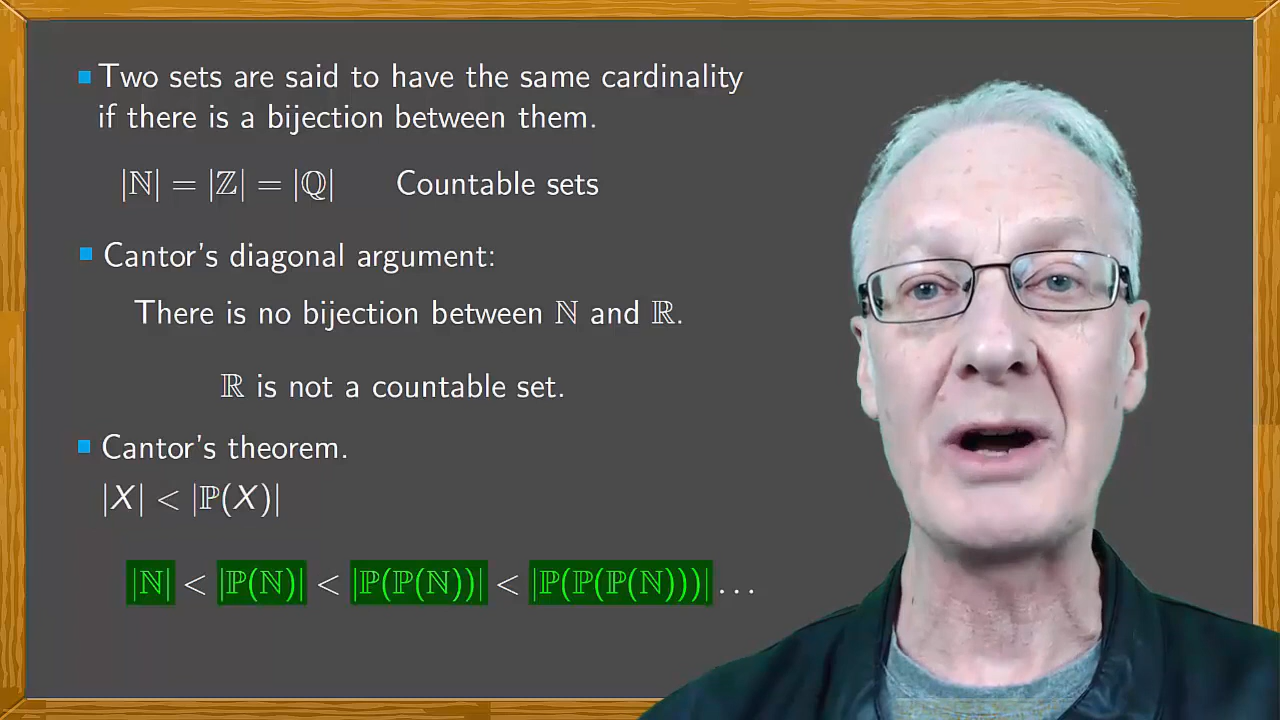 Two sets are said to have the same cardinality
if there is a bijection between them.
|ℕ| = |ℤ| = |ℚ| Countable sets
Cantor's diagonal argument:
There is no bijection between ℕ and ℝ.
ℝ is not a countable set.
Cantor's theorem.
|X| < |ℙ(X)|
|ℕ| < |ℙ(ℕ)| < |ℙ(ℙ(ℕ))| < |ℙ(ℙ(ℙ(ℕ)))| ...